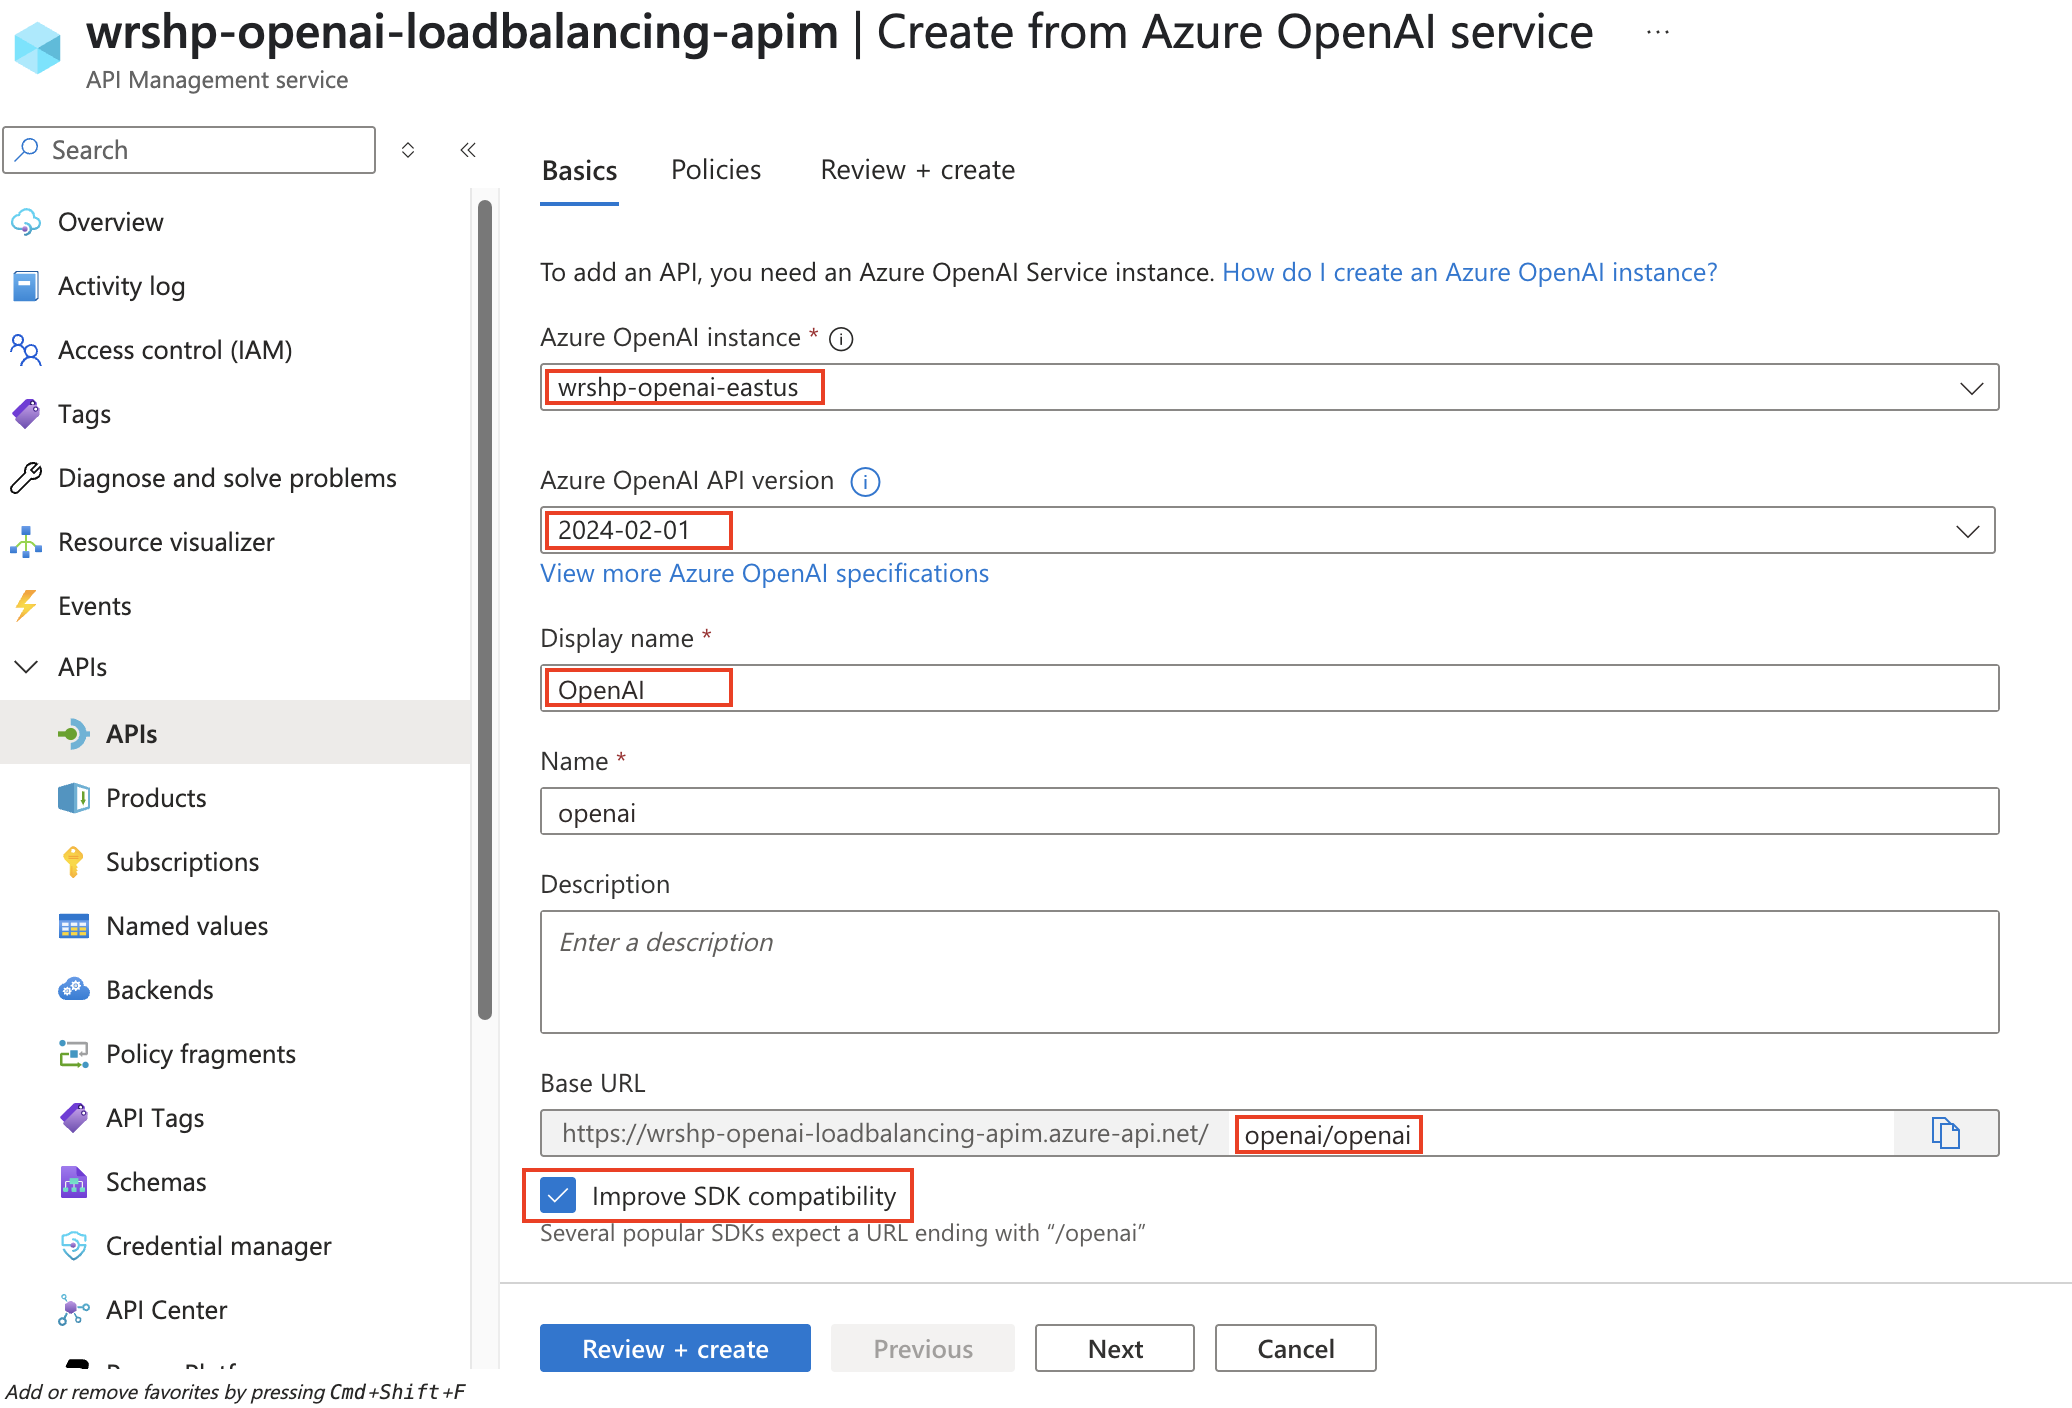 wrshp-openai-loadbalancing-apim | Create from Azure OpenAI service ...
API Management service
Search
Overview
Activity log
Access control (IAM)
Tags
Diagnose and solve problems
Resource visualizer
Events
APIs
APIs
Products
Subscriptions
Named values
Backends
Policy fragments
API Tags
Schemas
Credential manager
API Center
Add or remove favorites by pressing Cmd+Shift+F
Basics Policies Review + create
To add an API, you need an Azure OpenAI Service instance. How do I create an Azure OpenAI instance?
Azure OpenAI instance *
wrshp-openai-eastus
Azure OpenAI API version
2024-02-01
View more Azure OpenAI specifications
Display name *
OpenAI
Name *
openai
Description
Enter a description
Base URL
https://wrshp-openai-loadbalancing-apim.azure-api.net/ openai/openai
Improve SDK compatibility
Several popular SDKs expect a URL ending with “/openai”
Review + create Previous Next Cancel